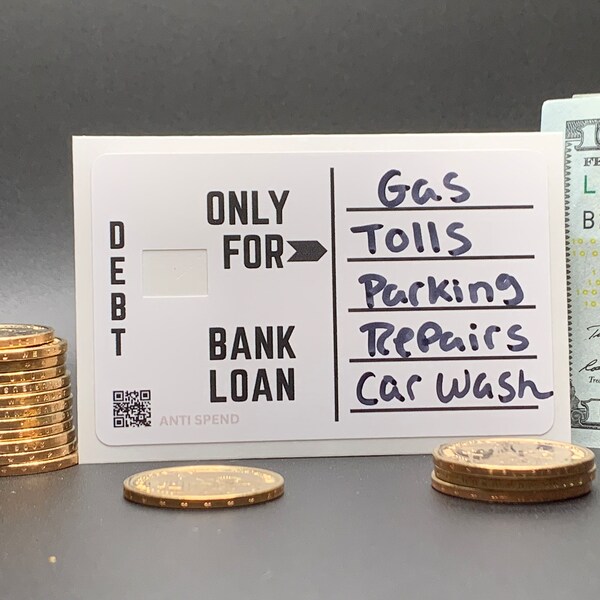 DEBT
ONLY
FOR
BANK
LOAN
ANTI SPEND
Gas
Tolls
Parking
Repairs
Car Wash